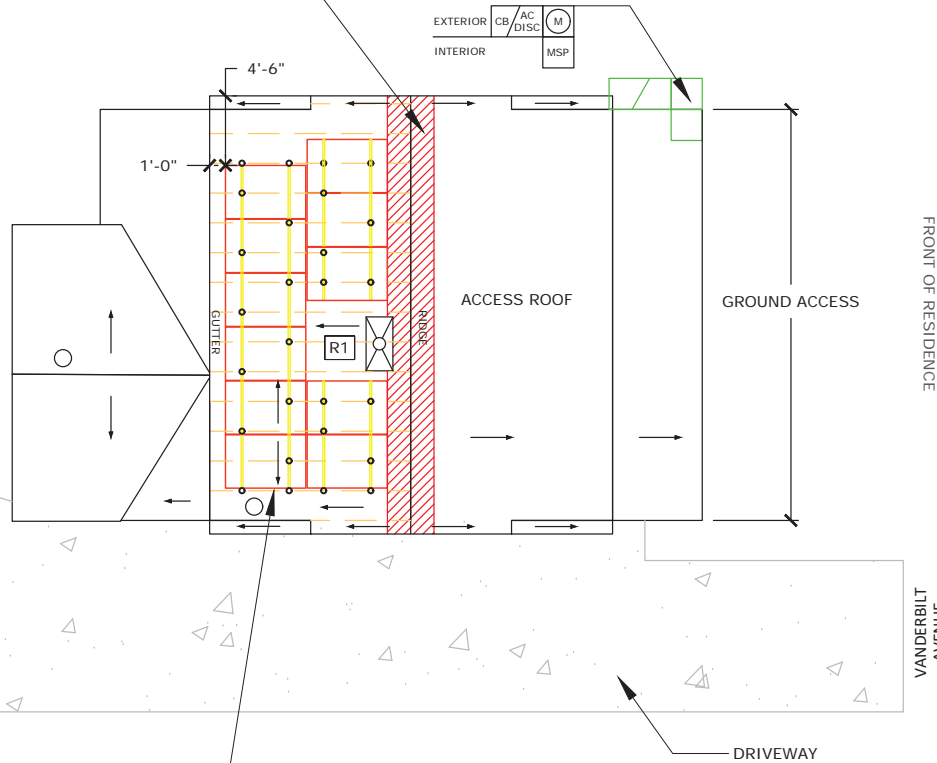 EXTERIOR CB AC DISC M
INTERIOR MSP
4'-6"
1'-0"
FRONT OF RESIDENCE
ACCESS ROOF
GROUND ACCESS
GUTTER
RIDGE
R1
VANDERBILT
AVENUE
DRIVEWAY